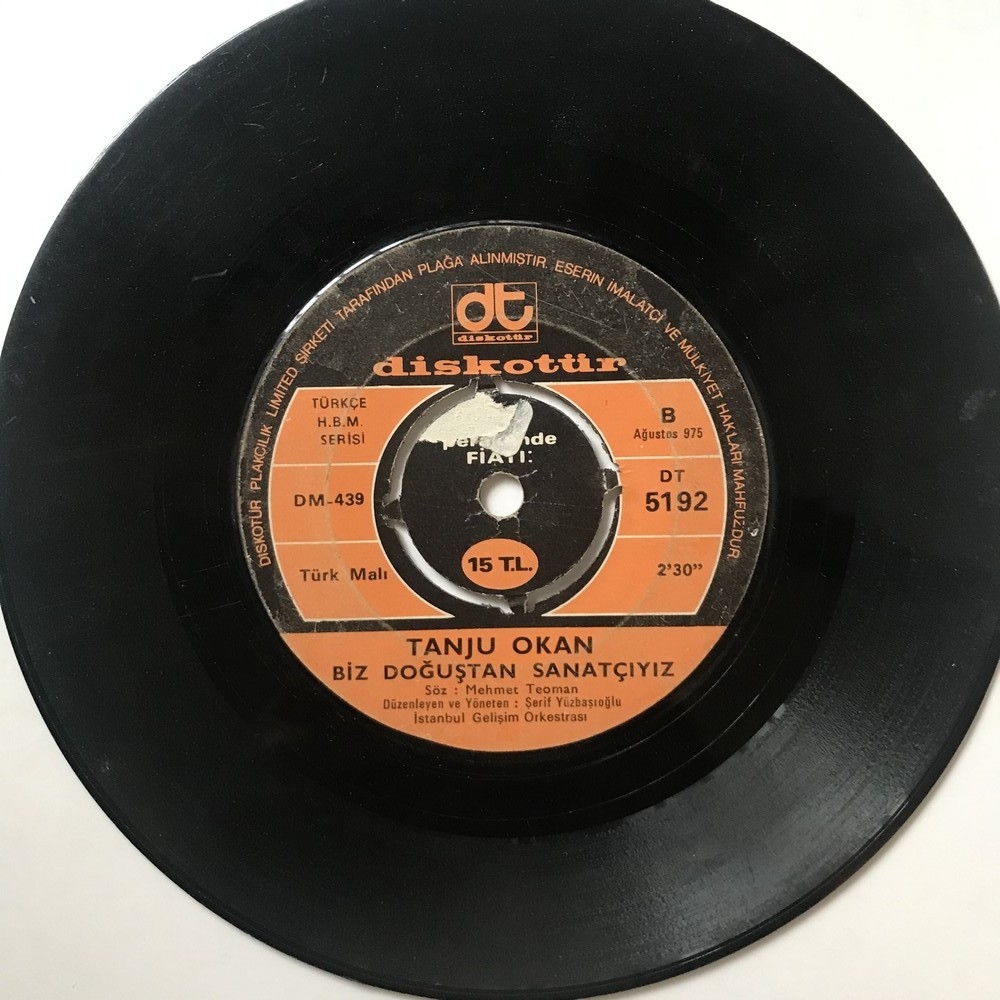 DİSKOTÜR PLAKÇILIK LİMİTED ŞİRKETİ TARAFINDAN PLAĞA ALINMIŞTIR. ESERİN İMALATÇI VE MÜLKİYET HAKLARI MAHFUZDUR
dt
diskotür
diskotür
TÜRKÇE
H.B.M.
SERİSİ
B
Ağustos 975
perakende
FİATI:
DM-439
DT
5192
Türk Malı
15 T.L.
2'30"
TANJU OKAN
BİZ DOĞUŞTAN SANATÇIYIZ
Söz : Mehmet Teoman
Düzenleyen ve Yöneten : Şerif Yüzbaşıoğlu
İstanbul Gelişim Orkestrası